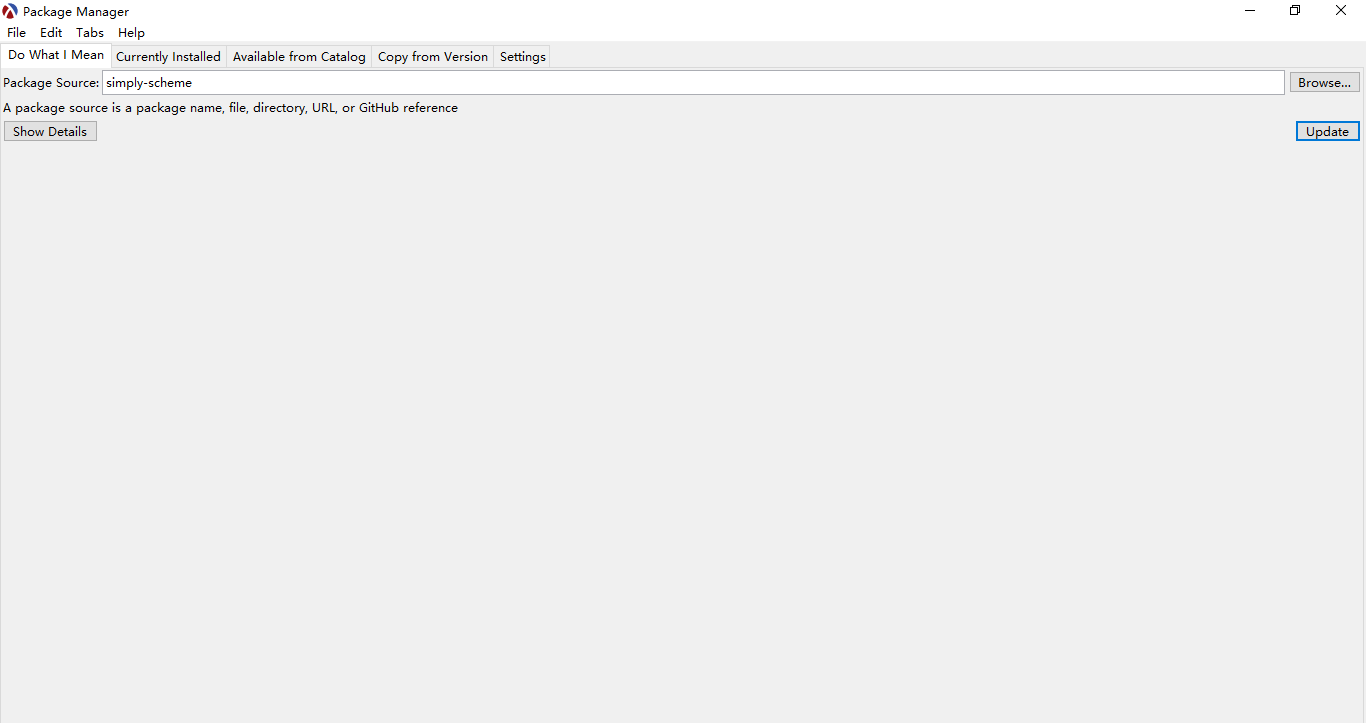 Package Manager
File Edit Tabs Help
Do What I Mean Currently Installed Available from Catalog Copy from Version Settings
Package Source: simply-scheme Browse...
A package source is a package name, file, directory, URL, or GitHub reference
Show Details Update